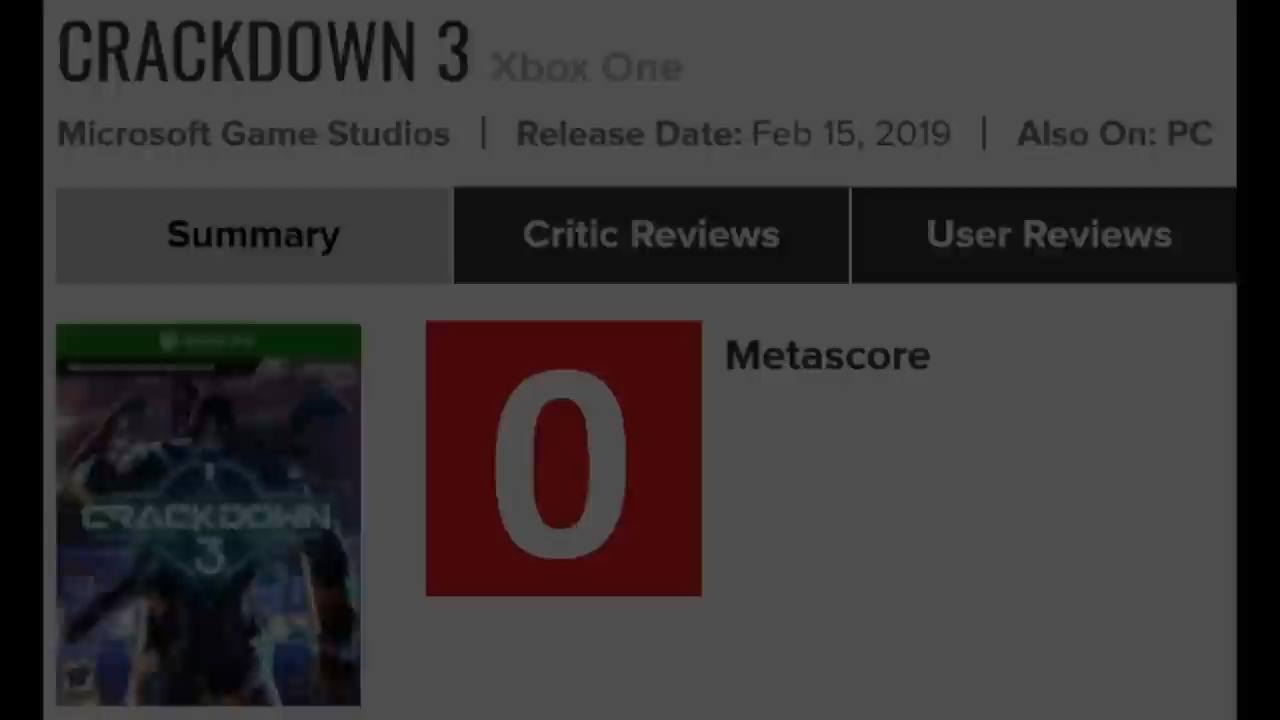 CRACKDOWN 3 Xbox One
Microsoft Game Studios | Release Date: Feb 15, 2019 | Also On: PC
Summary Critic Reviews User Reviews
0 Metascore
CRACKDOWN
3